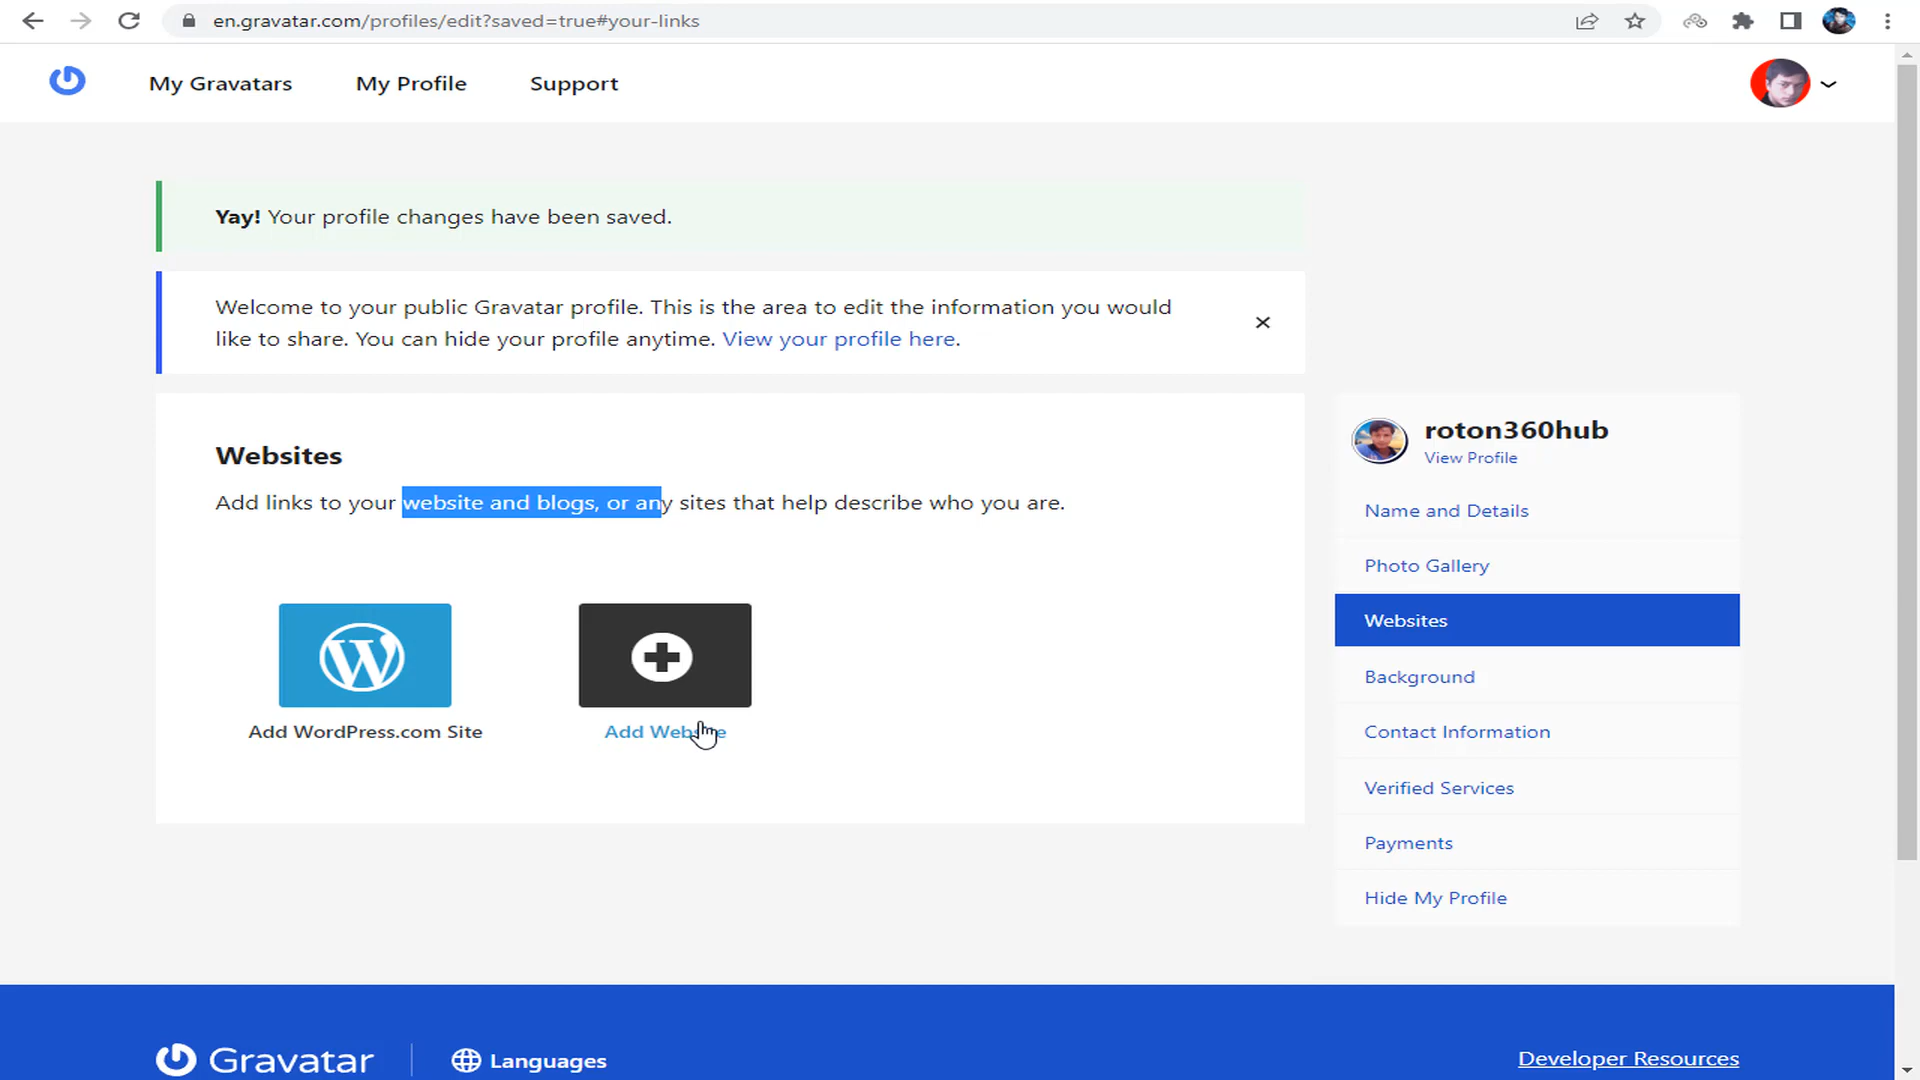 en.gravatar.com/profiles/edit?saved=true#your-links
My Gravatars
My Profile
Support
Yay! Your profile changes have been saved.
Welcome to your public Gravatar profile. This is the area to edit the information you would
like to share. You can hide your profile anytime. View your profile here.
Websites
Add links to your website and blogs, or any sites that help describe who you are.
Add WordPress.com Site
Add Website
roton360hub
View Profile
Name and Details
Photo Gallery
Websites
Background
Contact Information
Verified Services
Payments
Hide My Profile
Gravatar
Languages
Developer Resources